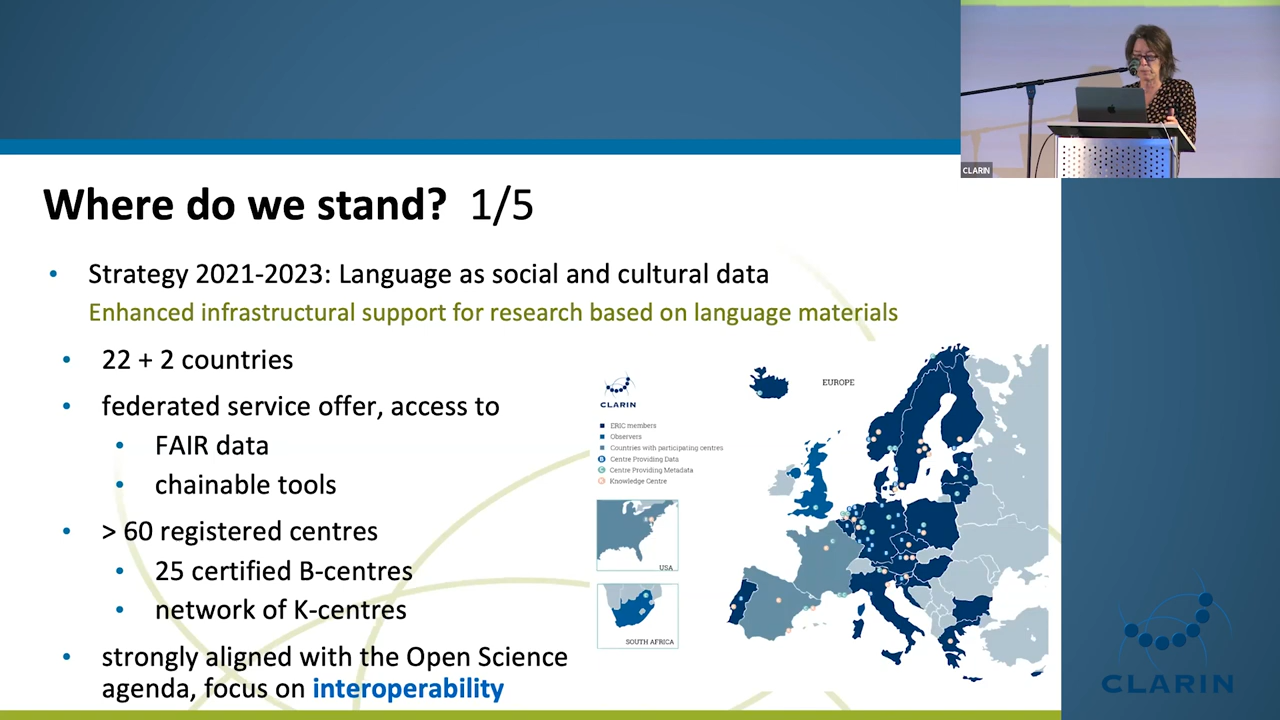 CLARIN
Where do we stand? 1/5
• Strategy 2021-2023: Language as social and cultural data
Enhanced infrastructural support for research based on language materials
• 22 + 2 countries
• federated service offer, access to
• FAIR data
• chainable tools
• > 60 registered centres
• 25 certified B-centres
• network of K-centres
• strongly aligned with the Open Science
agenda, focus on interoperability
CLARIN
EUROPE
ERIC members
Observers
Countries with participating centres
Centre Providing Data
Centre Providing Metadata
Knowledge Centre
USA
SOUTH AFRICA
CLARIN